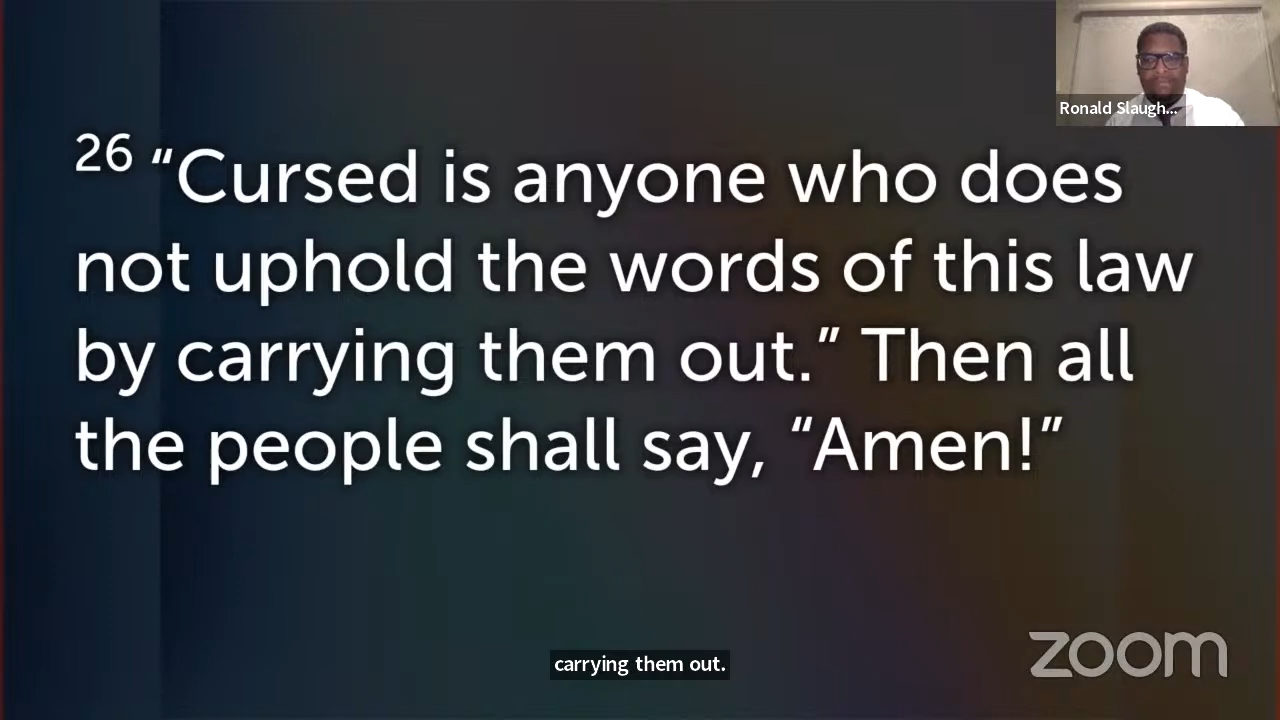 Ronald Slaugh...
26 “Cursed is anyone who does
not uphold the words of this law
by carrying them out.” Then all
the people shall say, “Amen!”
carrying them out.
zoom